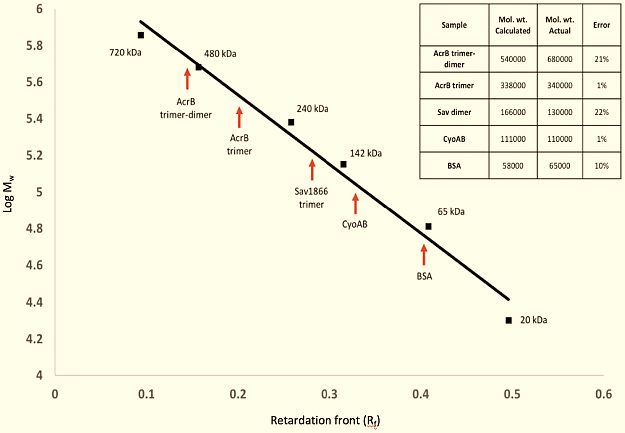 6
5.8
5.6
5.4
5.2
5
4.8
4.6
4.4
4.2
4
Log Mw
0
0.1
0.2
0.3
0.4
0.5
0.6
Retardation front (Rf)
720 kDa
480 kDa
240 kDa
142 kDa
65 kDa
20 kDa
AcrB
trimer-dimer
AcrB
trimer
Sav1866
trimer
CyoAB
BSA
Sample Mol. wt. Calculated Mol. wt. Actual Error
AcrB trimer-dimer 540000 680000 21%
AcrB trimer 338000 340000 1%
Sav dimer 166000 130000 22%
CyoAB 111000 110000 1%
BSA 58000 65000 10%